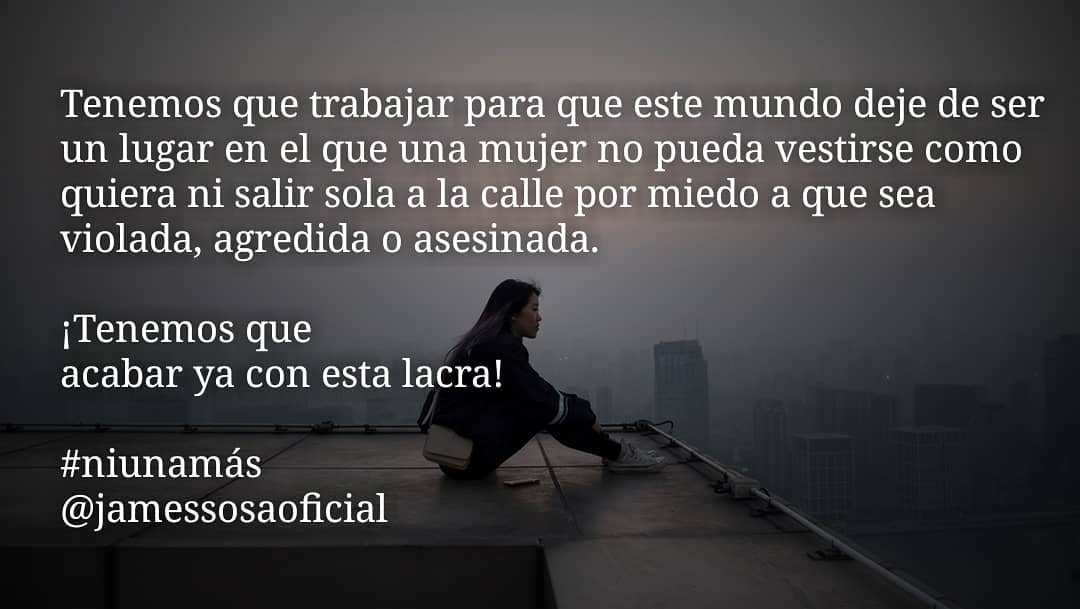 Tenemos que trabajar para que este mundo deje de ser
un lugar en el que una mujer no pueda vestirse como
quiera ni salir sola a la calle por miedo a que sea
violada, agredida o asesinada.
¡Tenemos que
acabar ya con esta lacra!
#niunamás
@jamessosaoficial